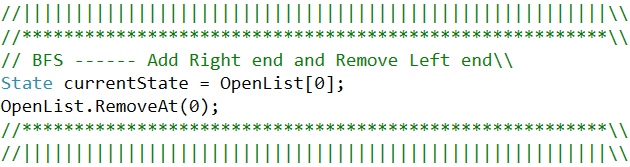 //||||||||||||||||||||||||||||||||||||||||||||||||||||||||\\
//********************************************************\\
// BFS ------ Add Right end and Remove Left end\\
State currentState = OpenList[0];
OpenList.RemoveAt(0);
//********************************************************\\
//||||||||||||||||||||||||||||||||||||||||||||||||||||||||\\